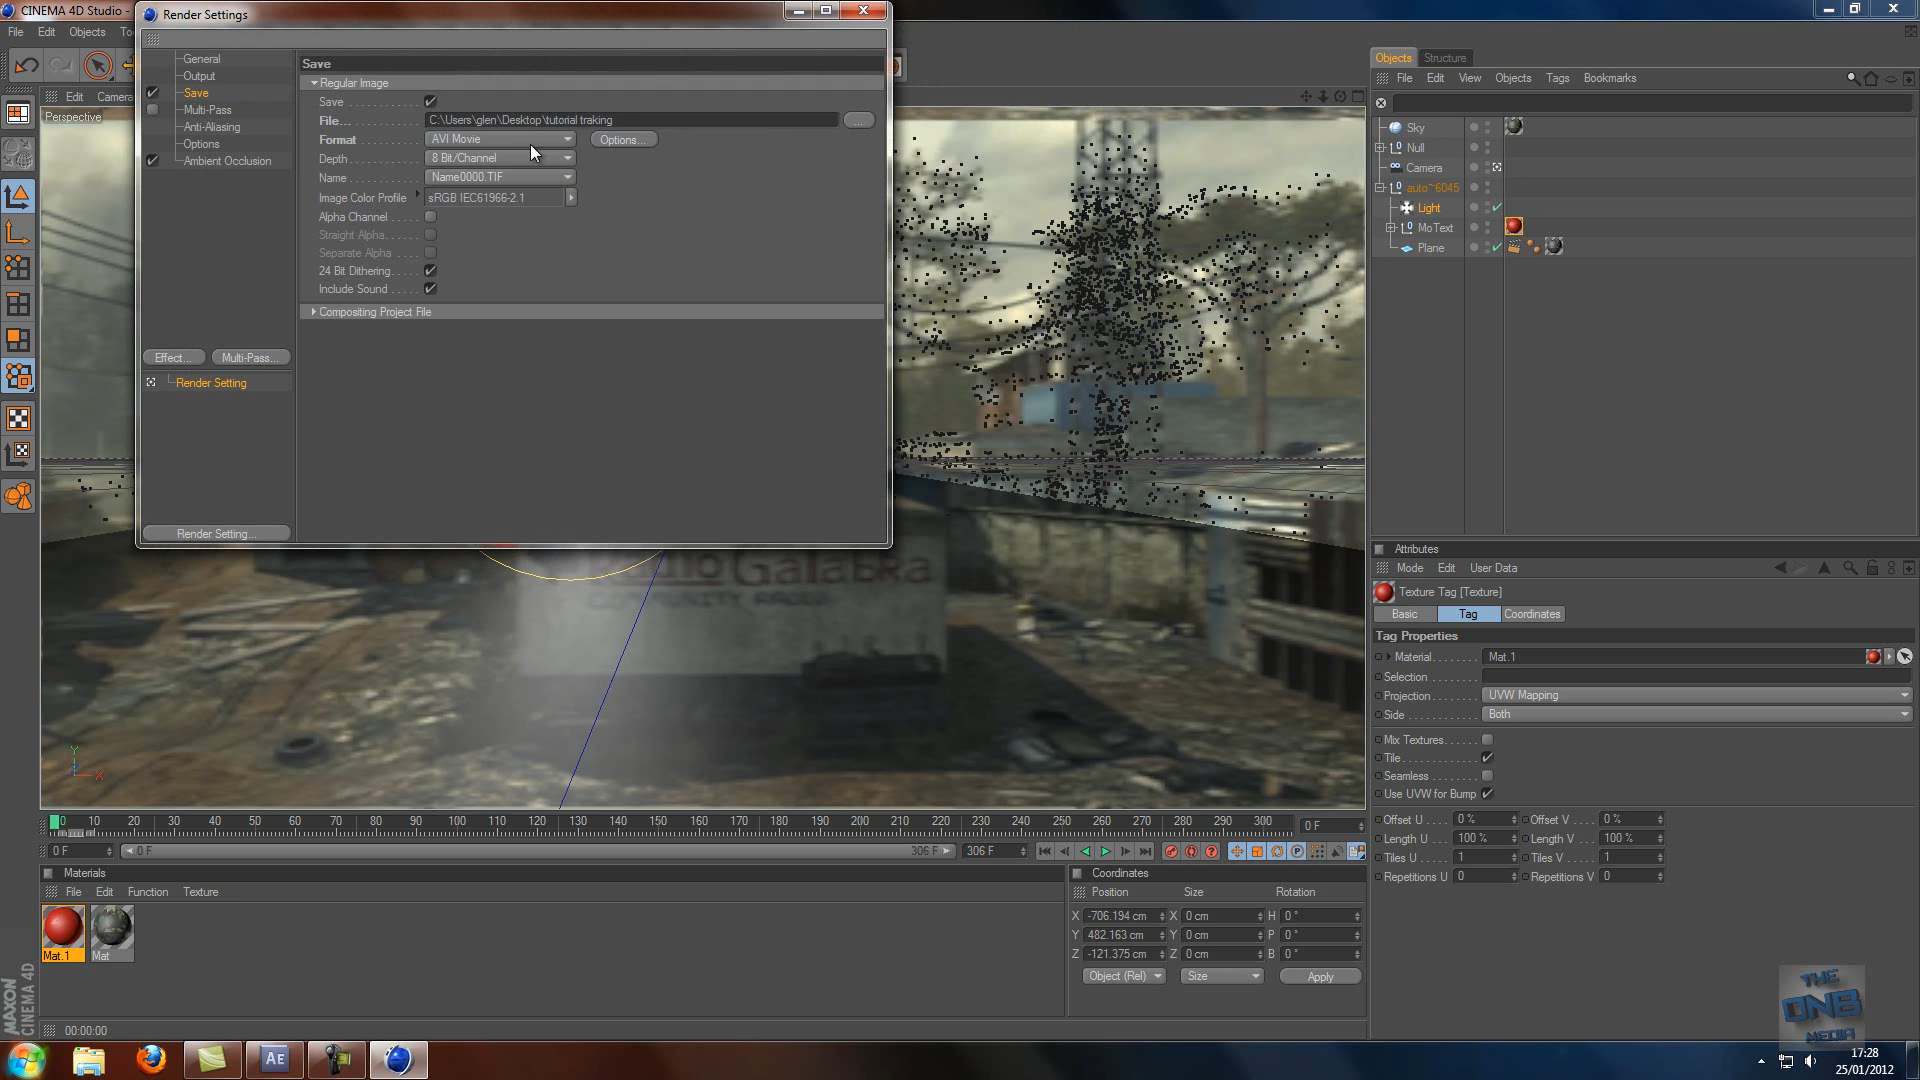 CINEMA 4D Studio -
Render Settings
File Edit Objects To
Edit Camera
Perspective
General
Output
Save
Multi-Pass
Anti-Aliasing
Options
Ambient Occlusion
Effect... Multi-Pass...
Render Setting
Render Setting...
Save
Regular Image
Save
File... C:\Users\glen\Desktop\tutorial traking ...
Format AVI Movie Options...
Depth 8 Bit/Channel
Name Name0000.TIF
Image Color Profile sRGB IEC61966-2.1
Alpha Channel
Straight Alpha
Separate Alpha
24 Bit Dithering
Include Sound
Compositing Project File
Objects Structure
File Edit View Objects Tags Bookmarks
Sky
Null
Camera
auto~6045
Light
MoText
Plane
Attributes
Mode Edit User Data
Texture Tag [Texture]
Basic Tag Coordinates
Tag Properties
Material Mat.1
Selection
Projection UVW Mapping
Side Both
Mix Textures
Tile
Seamless
Use UVW for Bump
Offset U 0 % Offset V 0 %
Length U 100 % Length V 100 %
Tiles U 1 Tiles V 1
Repetitions U 0 Repetitions V 0
Galatera
COMMUNITY
Y
X
0 10 20 30 40 50 60 70 80 90 100 110 120 130 140 150 160 170 180 190 200 210 220 230 240 250 260 270 280 290 300 0 F
0 F 0 F 306 F 306 F
Materials
File Edit Function Texture
Mat.1 Mat
Coordinates
Position Size Rotation
X -706.194 cm X 0 cm H 0 °
Y 482.163 cm Y 0 cm P 0 °
Z -121.375 cm Z 0 cm B 0 °
Object (Rel) Size Apply
MAXON
CINEMA 4D
00:00:00
THE
DNB
MEDIA
Ae
17:28
25/01/2012